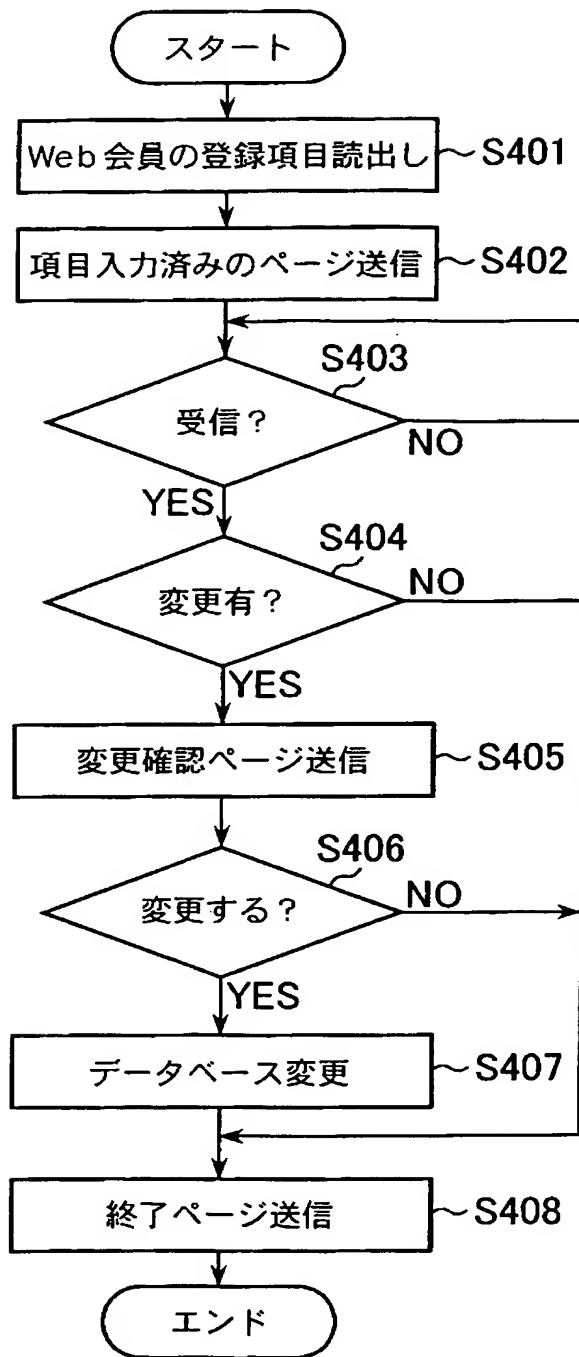 スタート
Web会員の登録項目読出し
S401
項目入力済みのページ送信
S402
S403
受信？
NO
YES
S404
変更有？
NO
YES
変更確認ページ送信
S405
S406
変更する？
NO
YES
データベース変更
S407
終了ページ送信
S408
エンド